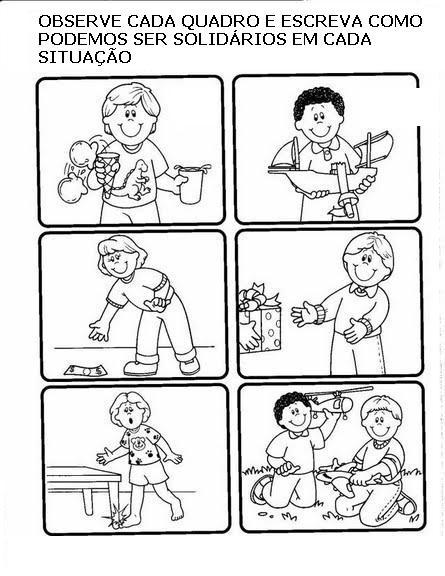 OBSERVE CADA QUADRO E ESCREVA COMO
PODEMOS SER SOLIDÁRIOS EM CADA
SITUAÇÃO